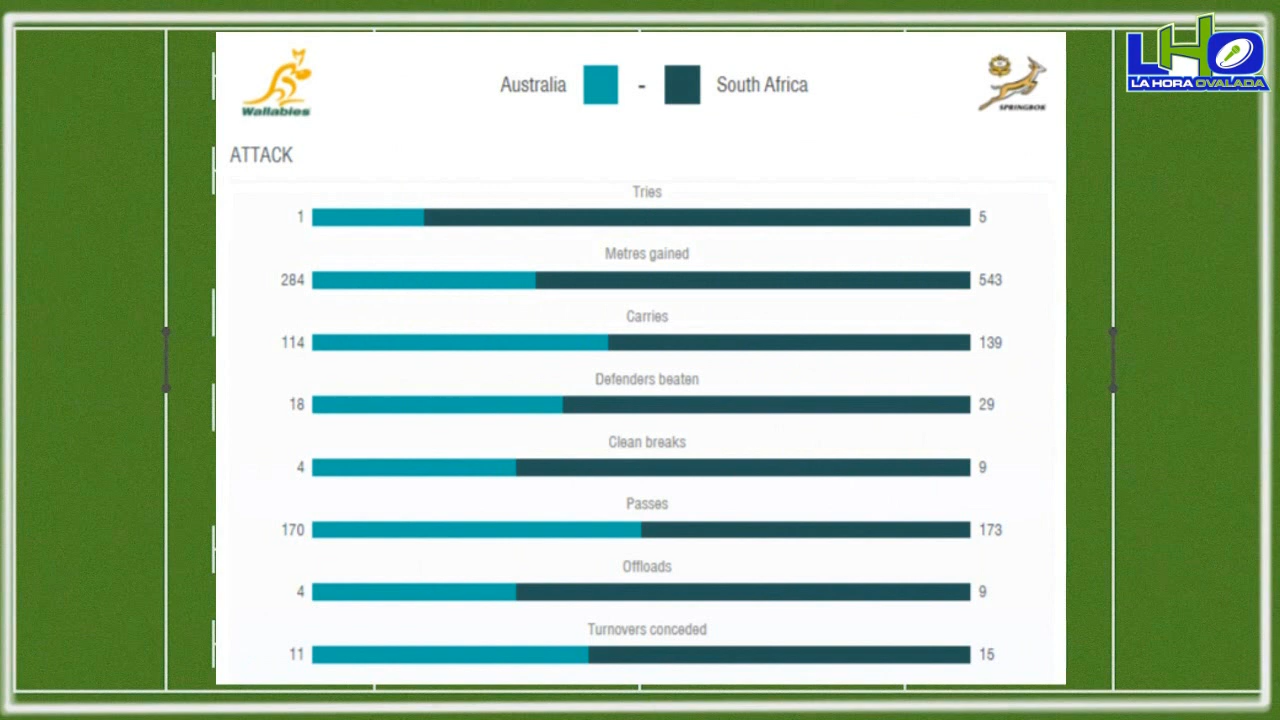 LHO
LA HORA OVALADA
Wallabies
Australia - South Africa
SPRINGBOK
ATTACK
Tries
1 5
Metres gained
284 543
Carries
114 139
Defenders beaten
18 29
Clean breaks
4 9
Passes
170 173
Offloads
4 9
Turnovers conceded
11 15